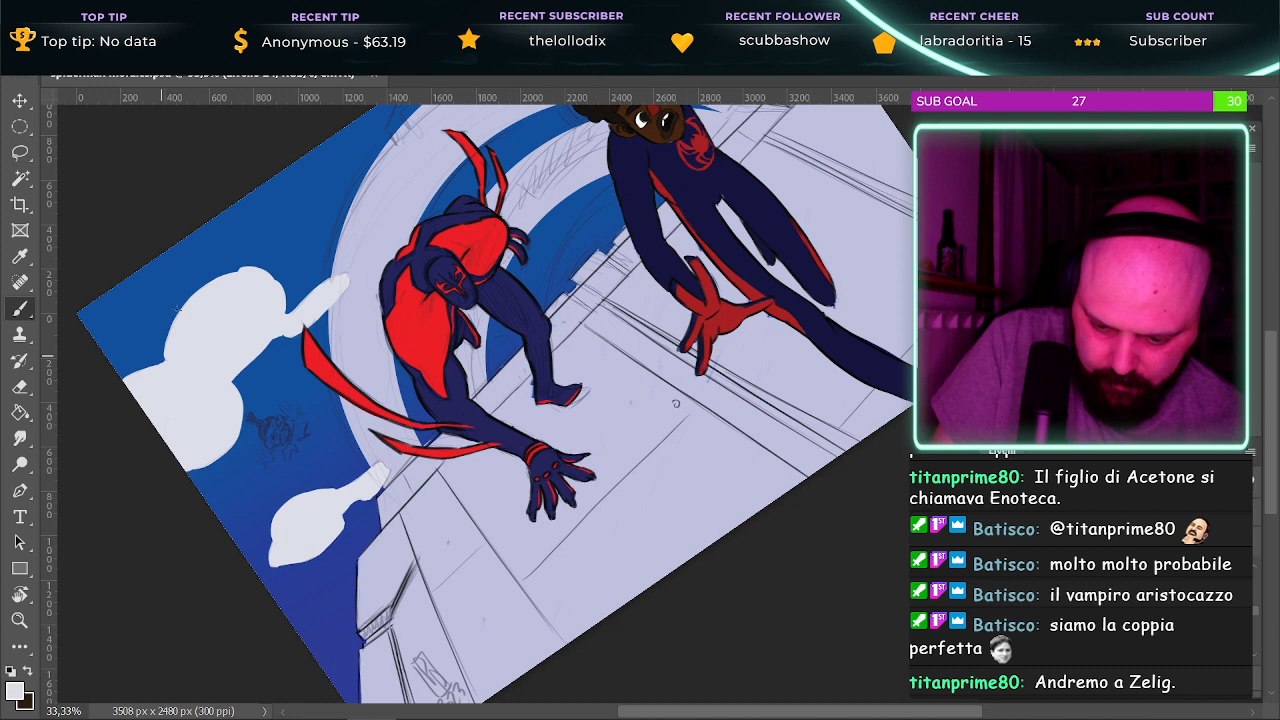 TOP TIP
Top tip: No data
RECENT TIP
Anonymous - $63.19
RECENT SUBSCRIBER
thelollodix
RECENT FOLLOWER
scubbashow
RECENT CHEER
labradoritia - 15
SUB COUNT
Subscriber
0 200 400 600 800 1000 1200 1400 1600 1800 2000 2200 2400 2600 2800 3000 3200 3400 3600
SUB GOAL 27 30
titanprime80: Il figlio di Acetone si
chiamava Enoteca.
1ST Batisco: @titanprime80
1ST Batisco: molto molto probabile
1ST Batisco: il vampiro aristocazzo
1ST Batisco: siamo la coppia
perfetta
titanprime80: Andremo a Zelig.
33,33% 3508 px x 2480 px (300 ppi)